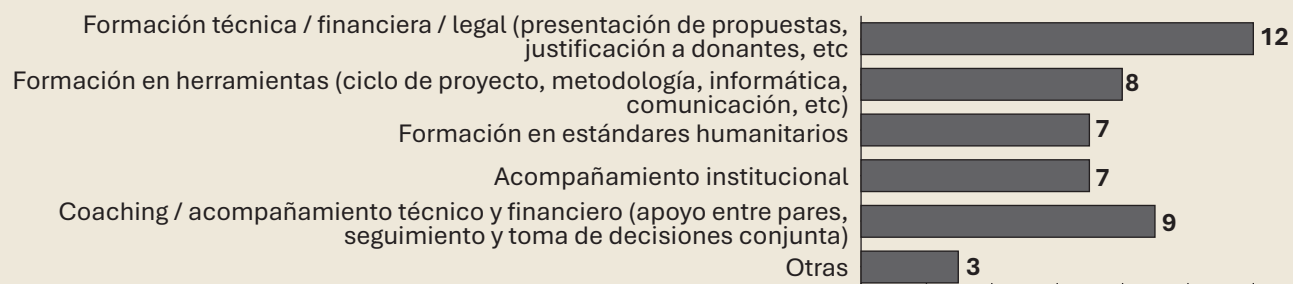 Formación técnica / financiera / legal (presentación de propuestas,
justificación a donantes, etc
12
Formación en herramientas (ciclo de proyecto, metodología, informática,
comunicación, etc)
8
Formación en estándares humanitarios
7
Acompañamiento institucional
7
Coaching / acompañamiento técnico y financiero (apoyo entre pares,
seguimiento y toma de decisiones conjunta)
9
Otras
3